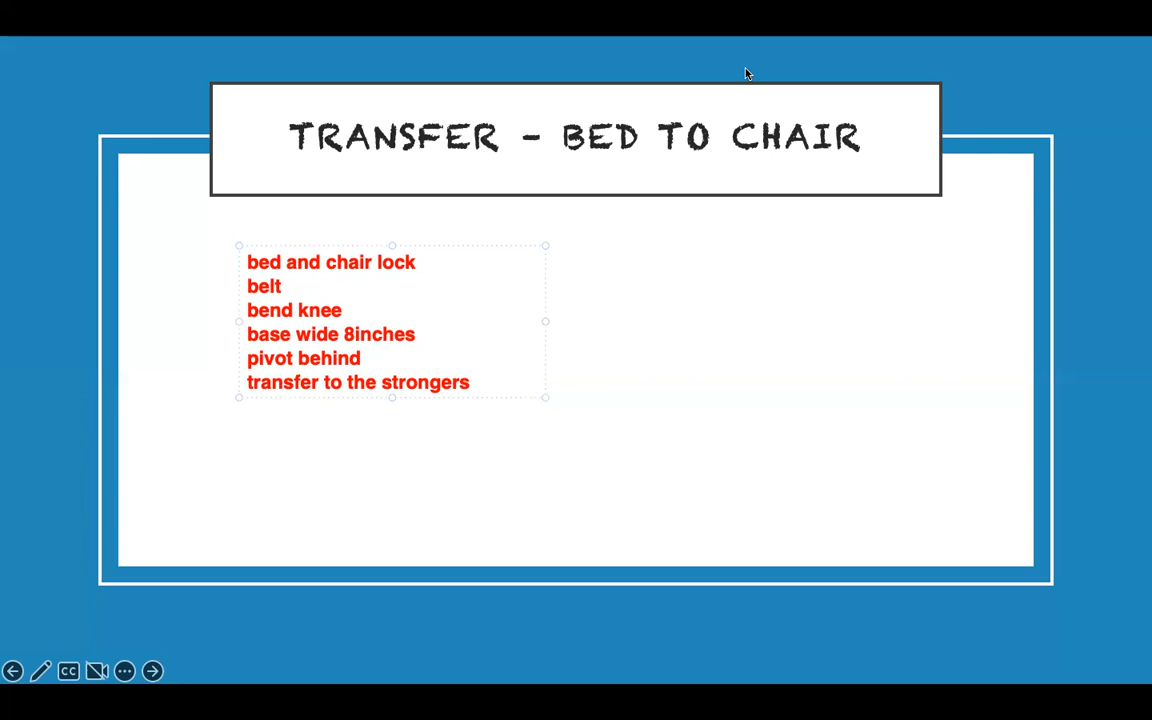 TRANSFER - BED TO CHAIR
bed and chair lock
belt
bend knee
base wide 8inches
pivot behind
transfer to the strongers
CC